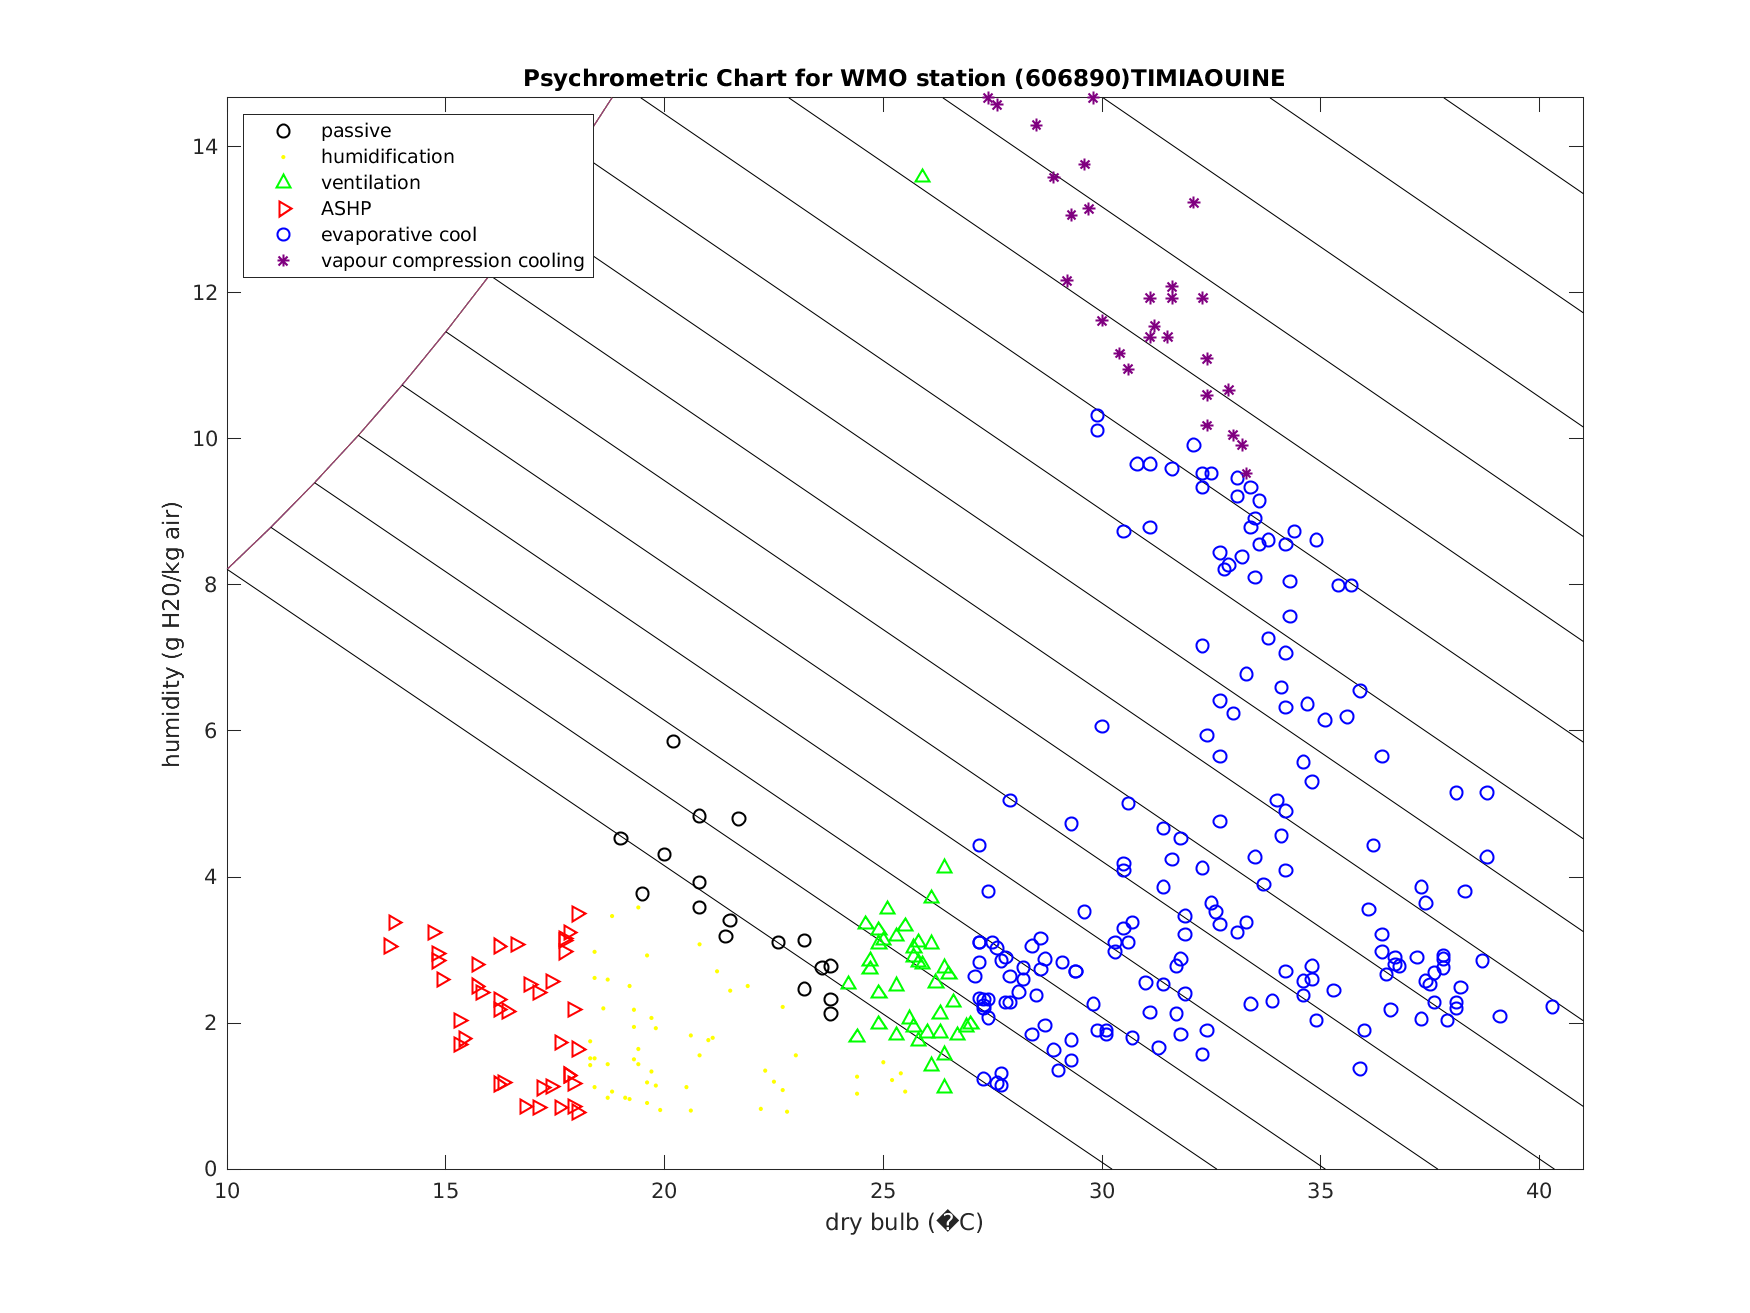 Psychrometric Chart for WMO station (606890)TIMIAOUINE
passive
humidification
ventilation
ASHP
evaporative cool
vapour compression cooling
humidity (g H20/kg air)
14
12
10
8
6
4
2
0
10 15 20 25 30 35 40
dry bulb (�C)